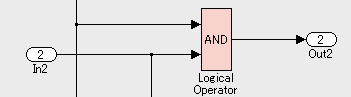 AND
2
In2
2
Out2
Logical
Operator